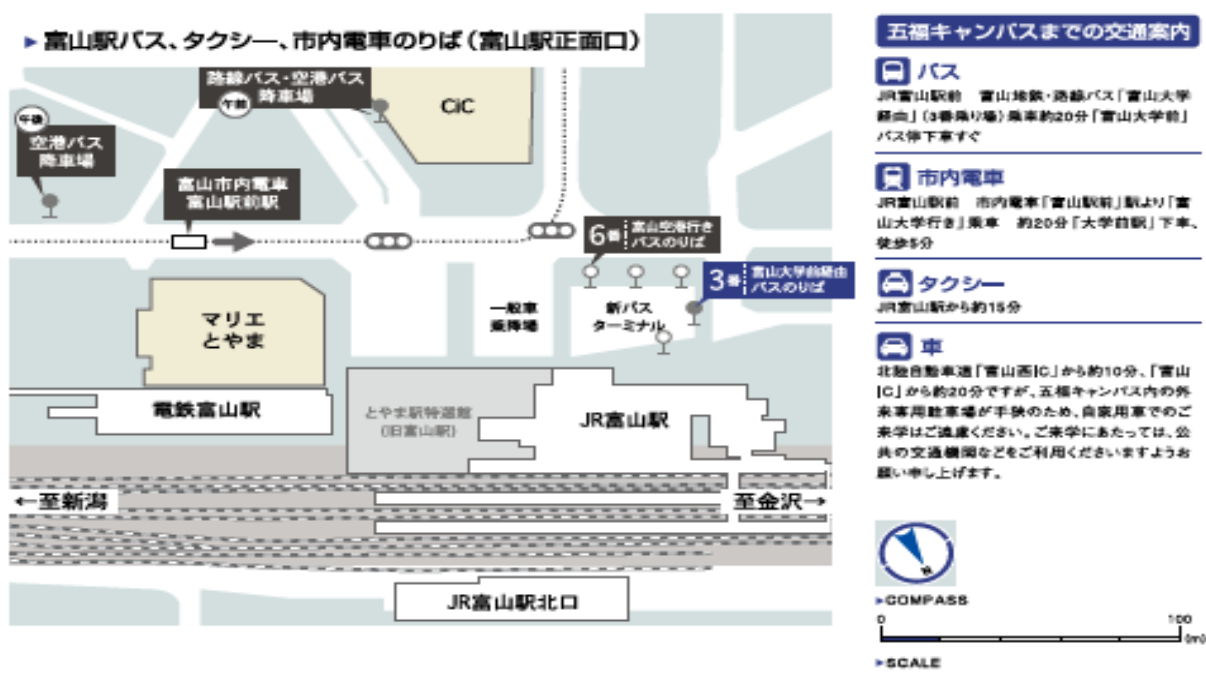 ▶富山駅バス、タクシー、市内電車のりば(富山駅正面口)
路線バス・空港バス
降車場
午前
CiC
午後
空港バス
降車場
富山市内電車
富山駅前駅
6番 富山空港行き
バスのりば
3番 富山大学前経由
バスのりば
マリエ
とやま
一般車
乗降場
新バス
ターミナル
電鉄富山駅
とやま駅特選館
(旧富山駅)
JR富山駅
←至新潟
至金沢→
JR富山駅北口
五福キャンパスまでの交通案内
バス
JR富山駅前 富山地鉄・路線バス「富山大学
経由」(3番乗り場)乗車約20分「富山大学前」
バス停下車すぐ
市内電車
JR富山駅前 市内電車「富山駅前」駅より「富
山大学行き」乗車 約20分「大学前駅」下車、
徒歩5分
タクシー
JR富山駅から約15分
車
北陸自動車道「富山西IC」から約10分、「富山
IC」から約20分ですが、五福キャンパス内の外
来専用駐車場が手狭のため、自家用車でのご
来学はご遠慮ください。ご来学にあたっては、公
共の交通機関などをご利用くださいますようお
願い申し上げます。
▶COMPASS
0 100
(m)
▶SCALE